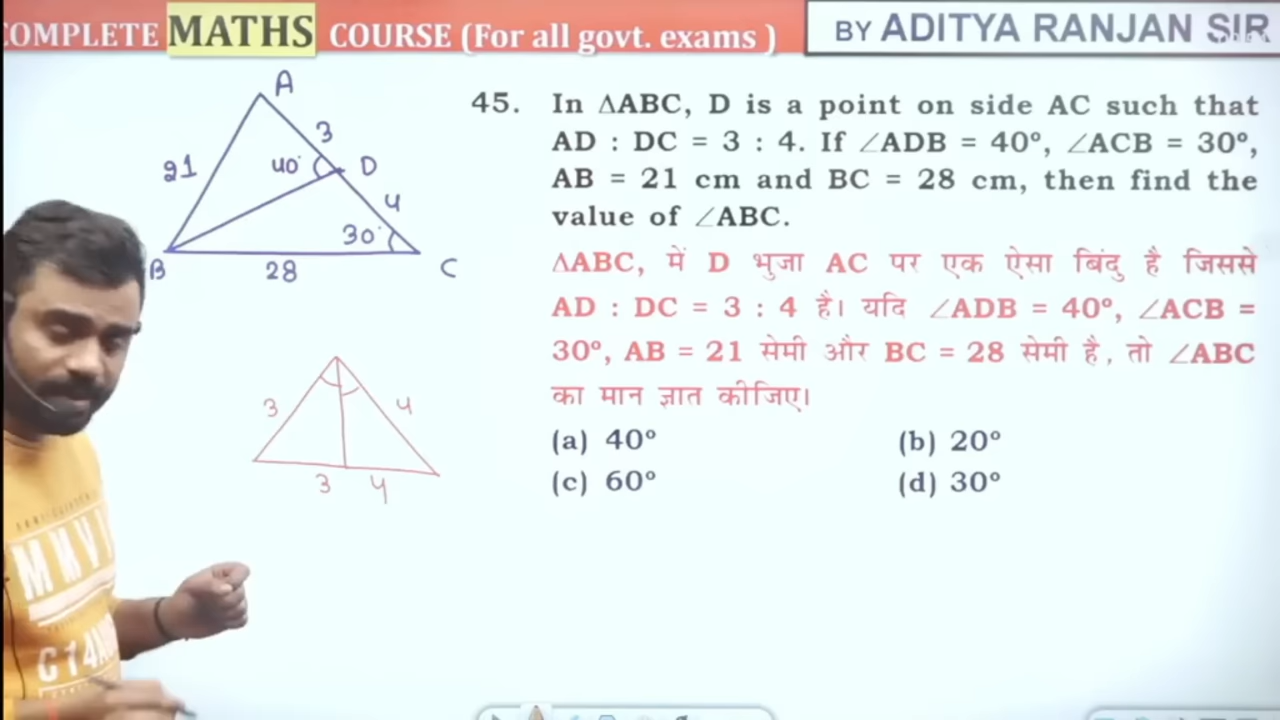 COMPLETE MATHS COURSE (For all govt. exams )
BY ADITYA RANJAN SIR
A
3
21
40°
D
4
30°
B
28
C
3
4
3
4
45. In ΔABC, D is a point on side AC such that
AD : DC = 3 : 4. If ∠ADB = 40°, ∠ACB = 30°,
AB = 21 cm and BC = 28 cm, then find the
value of ∠ABC.
ΔABC, में D भुजा AC पर एक ऐसा बिंदु है जिससे
AD : DC = 3 : 4 है। यदि ∠ADB = 40°, ∠ACB =
30°, AB = 21 सेमी और BC = 28 सेमी है, तो ∠ABC
का मान ज्ञात कीजिए।
(a) 40° (b) 20°
(c) 60° (d) 30°